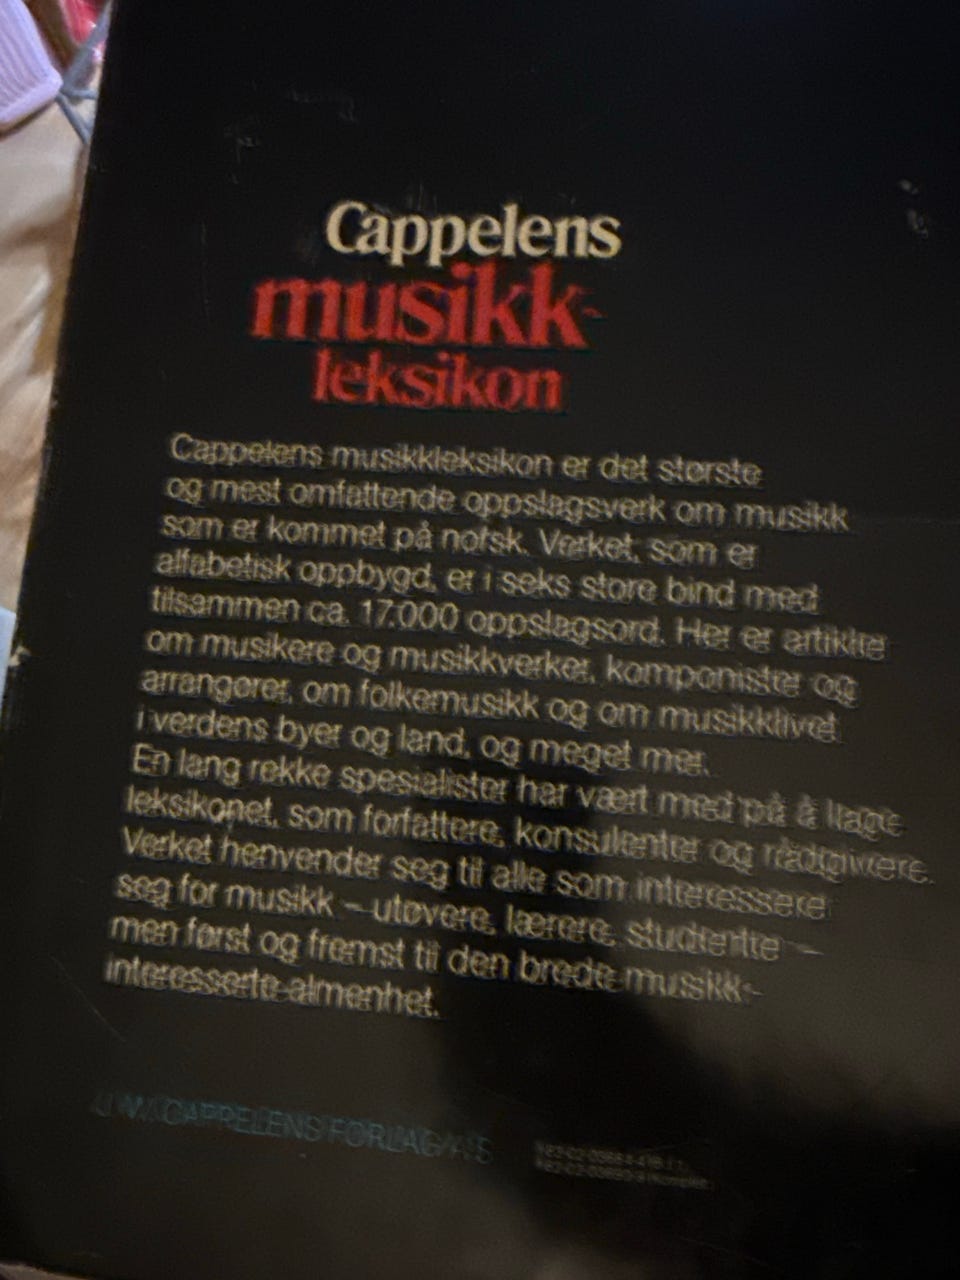 Cappelens
musikk-
leksikon
Cappelens musikkleksikon er det største
og mest omfattende oppslagsverk om musikk
som er kommet på norsk. Verket, som er
alfabetisk oppbygd, er i seks store bind med
tilsammen ca. 17.000 oppslagsord. Her er artikler
om musikere og musikkverker, komponister og
arrangører, om folkemusikk og om musikklivet
i verdens byer og land, og meget mer.
En lang rekke spesialister har vært med på å lage
leksikonet, som forfattere, konsulenter og rådgivere.
Verket henvender seg til alle som interesserer
seg for musikk – utøvere, lærere, studenter –
men først og fremst til den brede musikk-
interesserte almenhet.
J.W. CAPPELENS FORLAG A·S